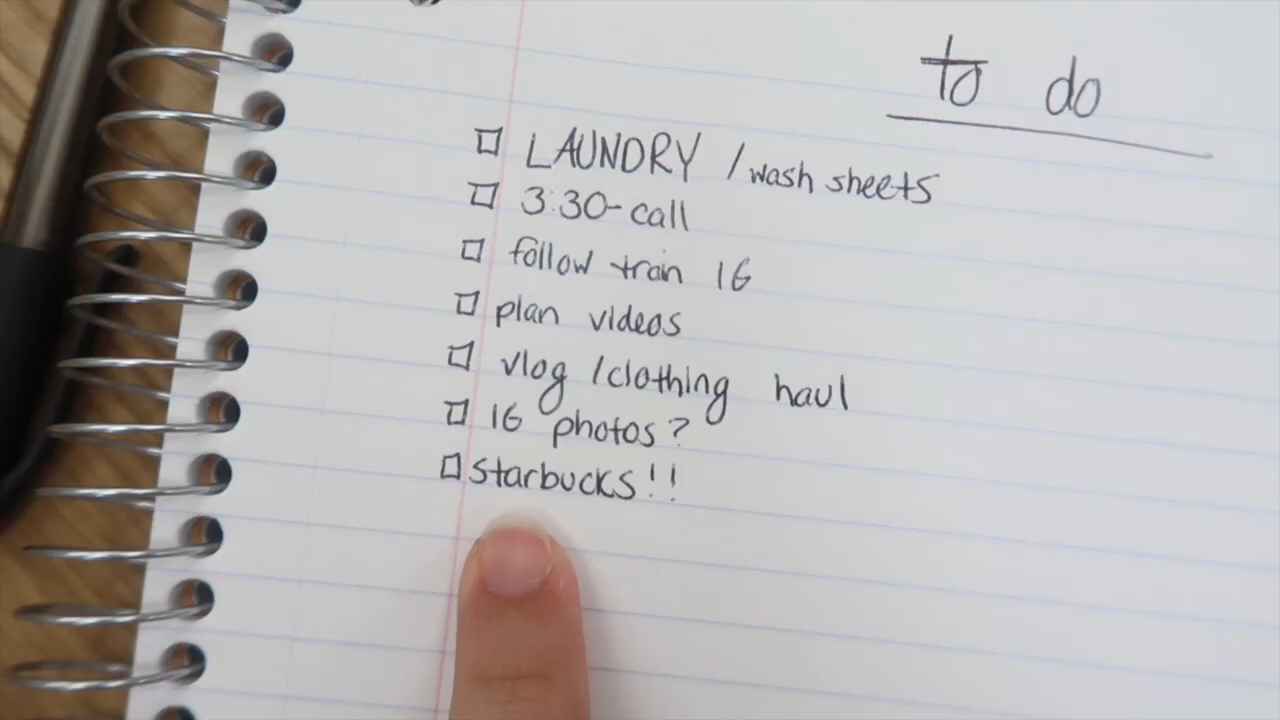 to do
LAUNDRY / wash sheets
3:30-call
follow train IG
plan videos
vlog /clothing haul
IG photos?
starbucks!!